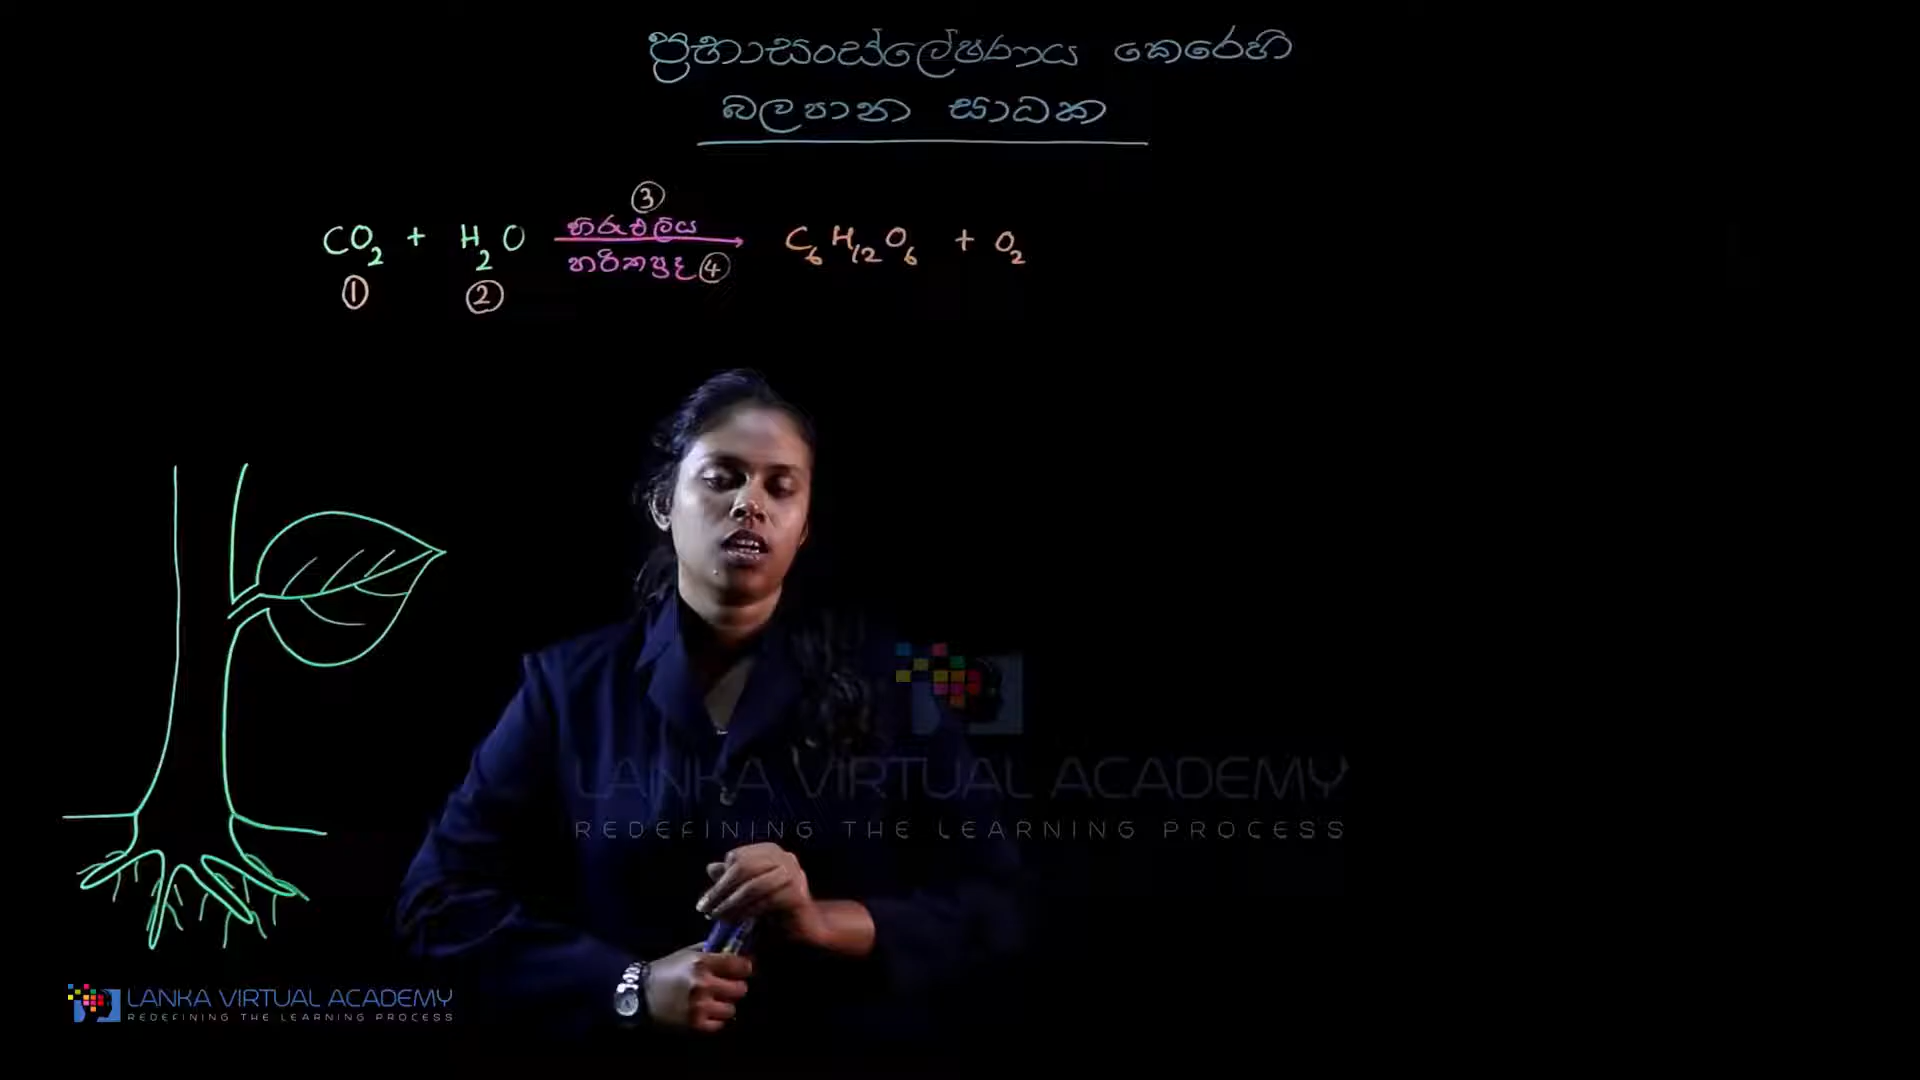 ප්‍රභාසංස්ලේෂණය කෙරෙහි
බලපාන සාධක
③
CO₂ + H₂O හිරුඑලිය → C₆H₁₂O₆ + O₂
හරිතප්‍රද ④
① ②
LANKA VIRTUAL ACADEMY
REDEFINING THE LEARNING PROCESS
LANKA VIRTUAL ACADEMY
REDEFINING THE LEARNING PROCESS